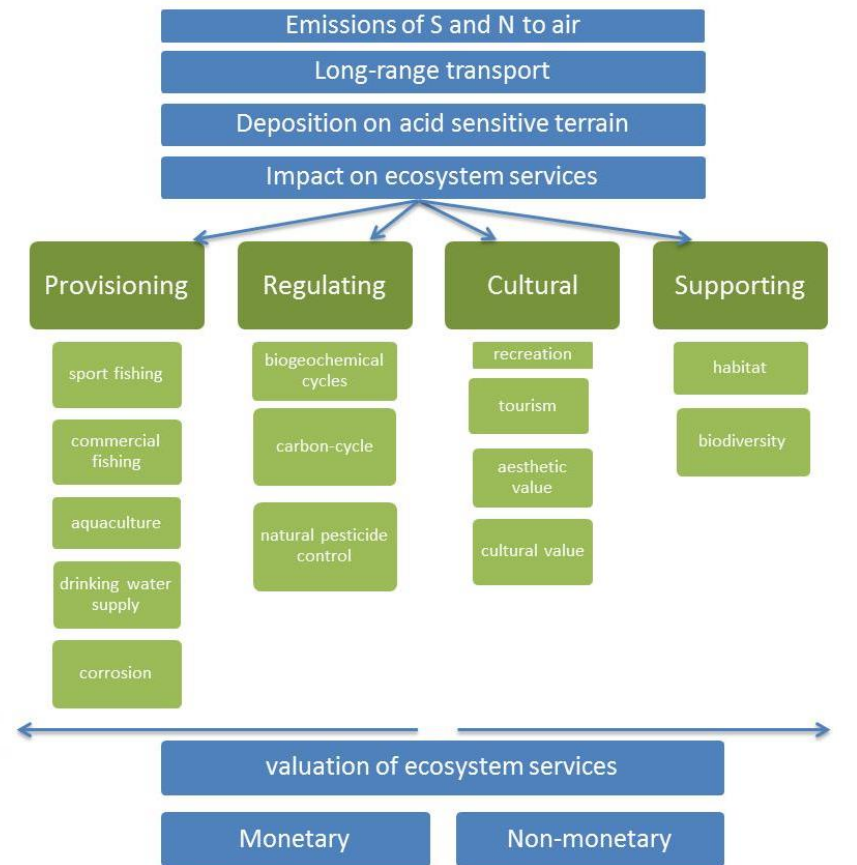 Emissions of S and N to air
Long-range transport
Deposition on acid sensitive terrain
Impact on ecosystem services
Provisioning
Regulating
Cultural
Supporting
sport fishing
commercial
fishing
aquaculture
drinking water
supply
corrosion
biogeochemical
cycles
carbon-cycle
natural pesticide
control
recreation
tourism
aesthetic
value
cultural value
habitat
biodiversity
valuation of ecosystem services
Monetary
Non-monetary